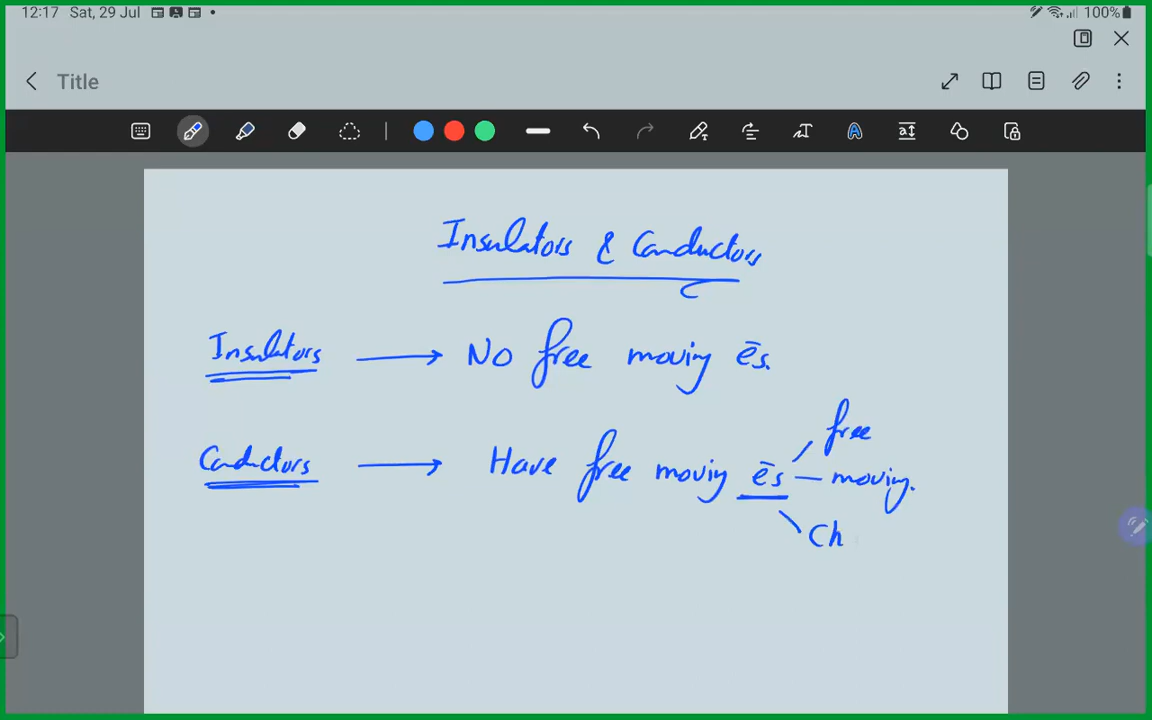 12:17 Sat, 29 Jul
100%
Title
Insulators & Conductors
Insulators → No free moving ēs.
free
Conductors → Have free moving ēs — moving.
Ch